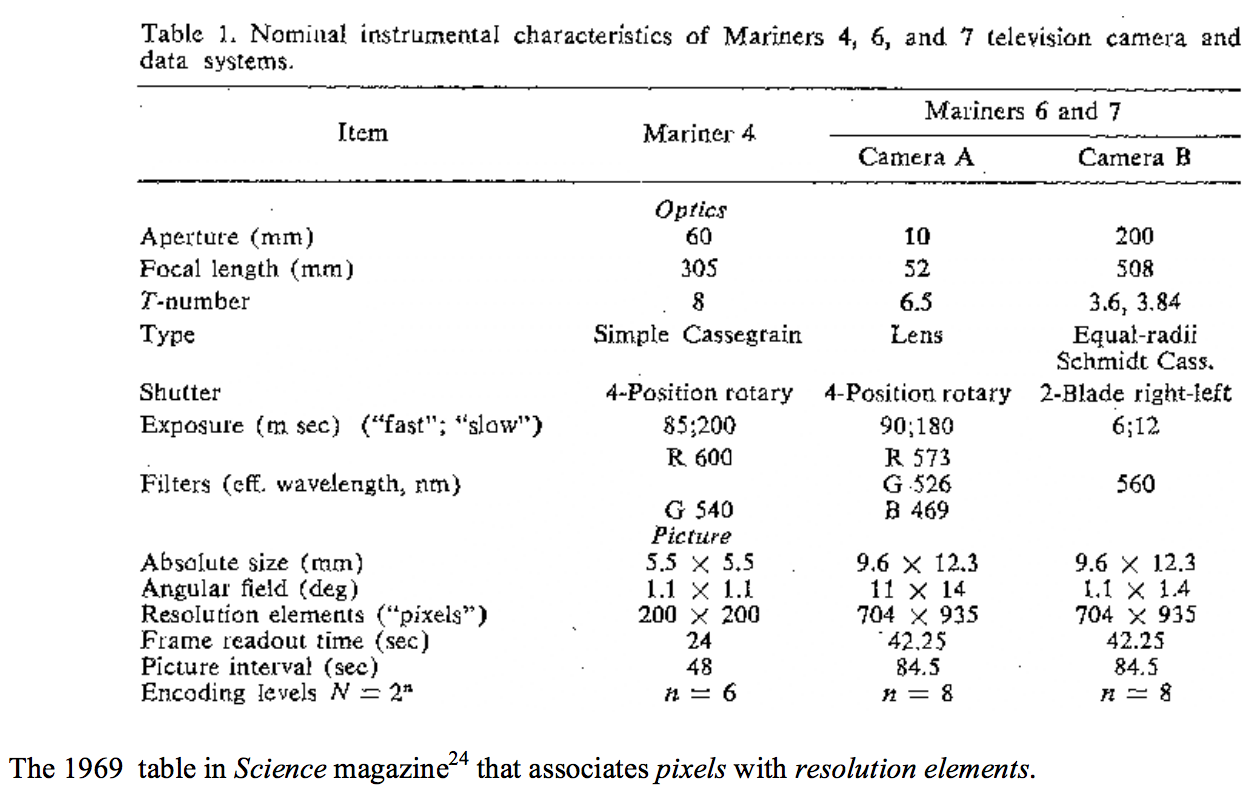 Table 1. Nominal instrumental characteristics of Mariners 4, 6, and 7 television camera and
data systems.
Item Mariner 4 Mariners 6 and 7
Camera A Camera B
Optics
Aperture (mm) 60 10 200
Focal length (mm) 305 52 508
T-number 8 6.5 3.6, 3.84
Type Simple Cassegrain Lens Equal-radii
Schmidt Cass.
Shutter 4-Position rotary 4-Position rotary 2-Blade right-left
Exposure (m sec) ("fast"; "slow") 85;200 90;180 6;12
R 600 R 573
Filters (eff. wavelength, nm) G 526 560
G 540 B 469
Picture
Absolute size (mm) 5.5 × 5.5 9.6 × 12.3 9.6 × 12.3
Angular field (deg) 1.1 × 1.1 11 × 14 1.1 × 1.4
Resolution elements ("pixels") 200 × 200 704 × 935 704 × 935
Frame readout time (sec) 24 42.25 42.25
Picture interval (sec) 48 84.5 84.5
Encoding levels N = 2ⁿ n = 6 n = 8 n = 8
The 1969 table in Science magazine²⁴ that associates pixels with resolution elements.